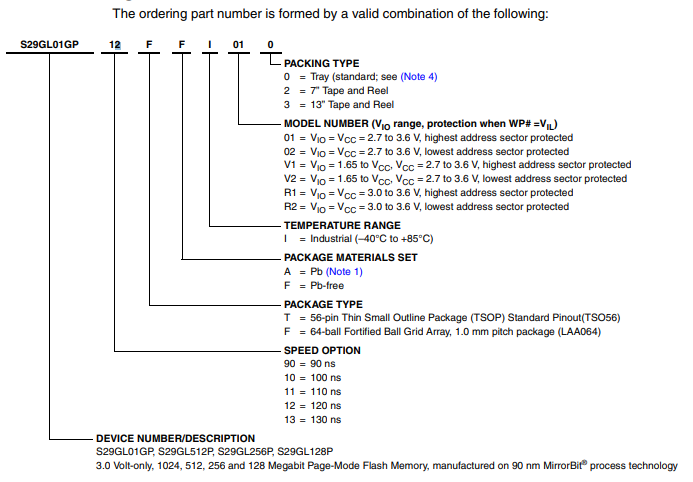 The ordering part number is formed by a valid combination of the following:
S29GL01GP 12 F F I 01 0
PACKING TYPE
0 = Tray (standard; see (Note 4)
2 = 7" Tape and Reel
3 = 13" Tape and Reel
MODEL NUMBER (VIO range, protection when WP# =VIL)
01 = VIO = VCC = 2.7 to 3.6 V, highest address sector protected
02 = VIO = VCC = 2.7 to 3.6 V, lowest address sector protected
V1 = VIO = 1.65 to VCC, VCC = 2.7 to 3.6 V, highest address sector protected
V2 = VIO = 1.65 to VCC, VCC = 2.7 to 3.6 V, lowest address sector protected
R1 = VIO = VCC = 3.0 to 3.6 V, highest address sector protected
R2 = VIO = VCC = 3.0 to 3.6 V, lowest address sector protected
TEMPERATURE RANGE
I = Industrial (–40°C to +85°C)
PACKAGE MATERIALS SET
A = Pb (Note 1)
F = Pb-free
PACKAGE TYPE
T = 56-pin Thin Small Outline Package (TSOP) Standard Pinout(TSO56)
F = 64-ball Fortified Ball Grid Array, 1.0 mm pitch package (LAA064)
SPEED OPTION
90 = 90 ns
10 = 100 ns
11 = 110 ns
12 = 120 ns
13 = 130 ns
DEVICE NUMBER/DESCRIPTION
S29GL01GP, S29GL512P, S29GL256P, S29GL128P
3.0 Volt-only, 1024, 512, 256 and 128 Megabit Page-Mode Flash Memory, manufactured on 90 nm MirrorBit® process technology